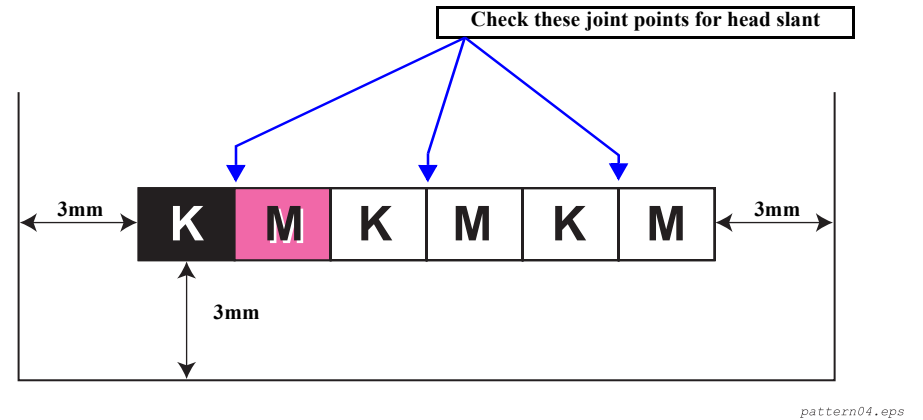 Check these joint points for head slant
3mm
K M K M K M
3mm
3mm
pattern04.eps